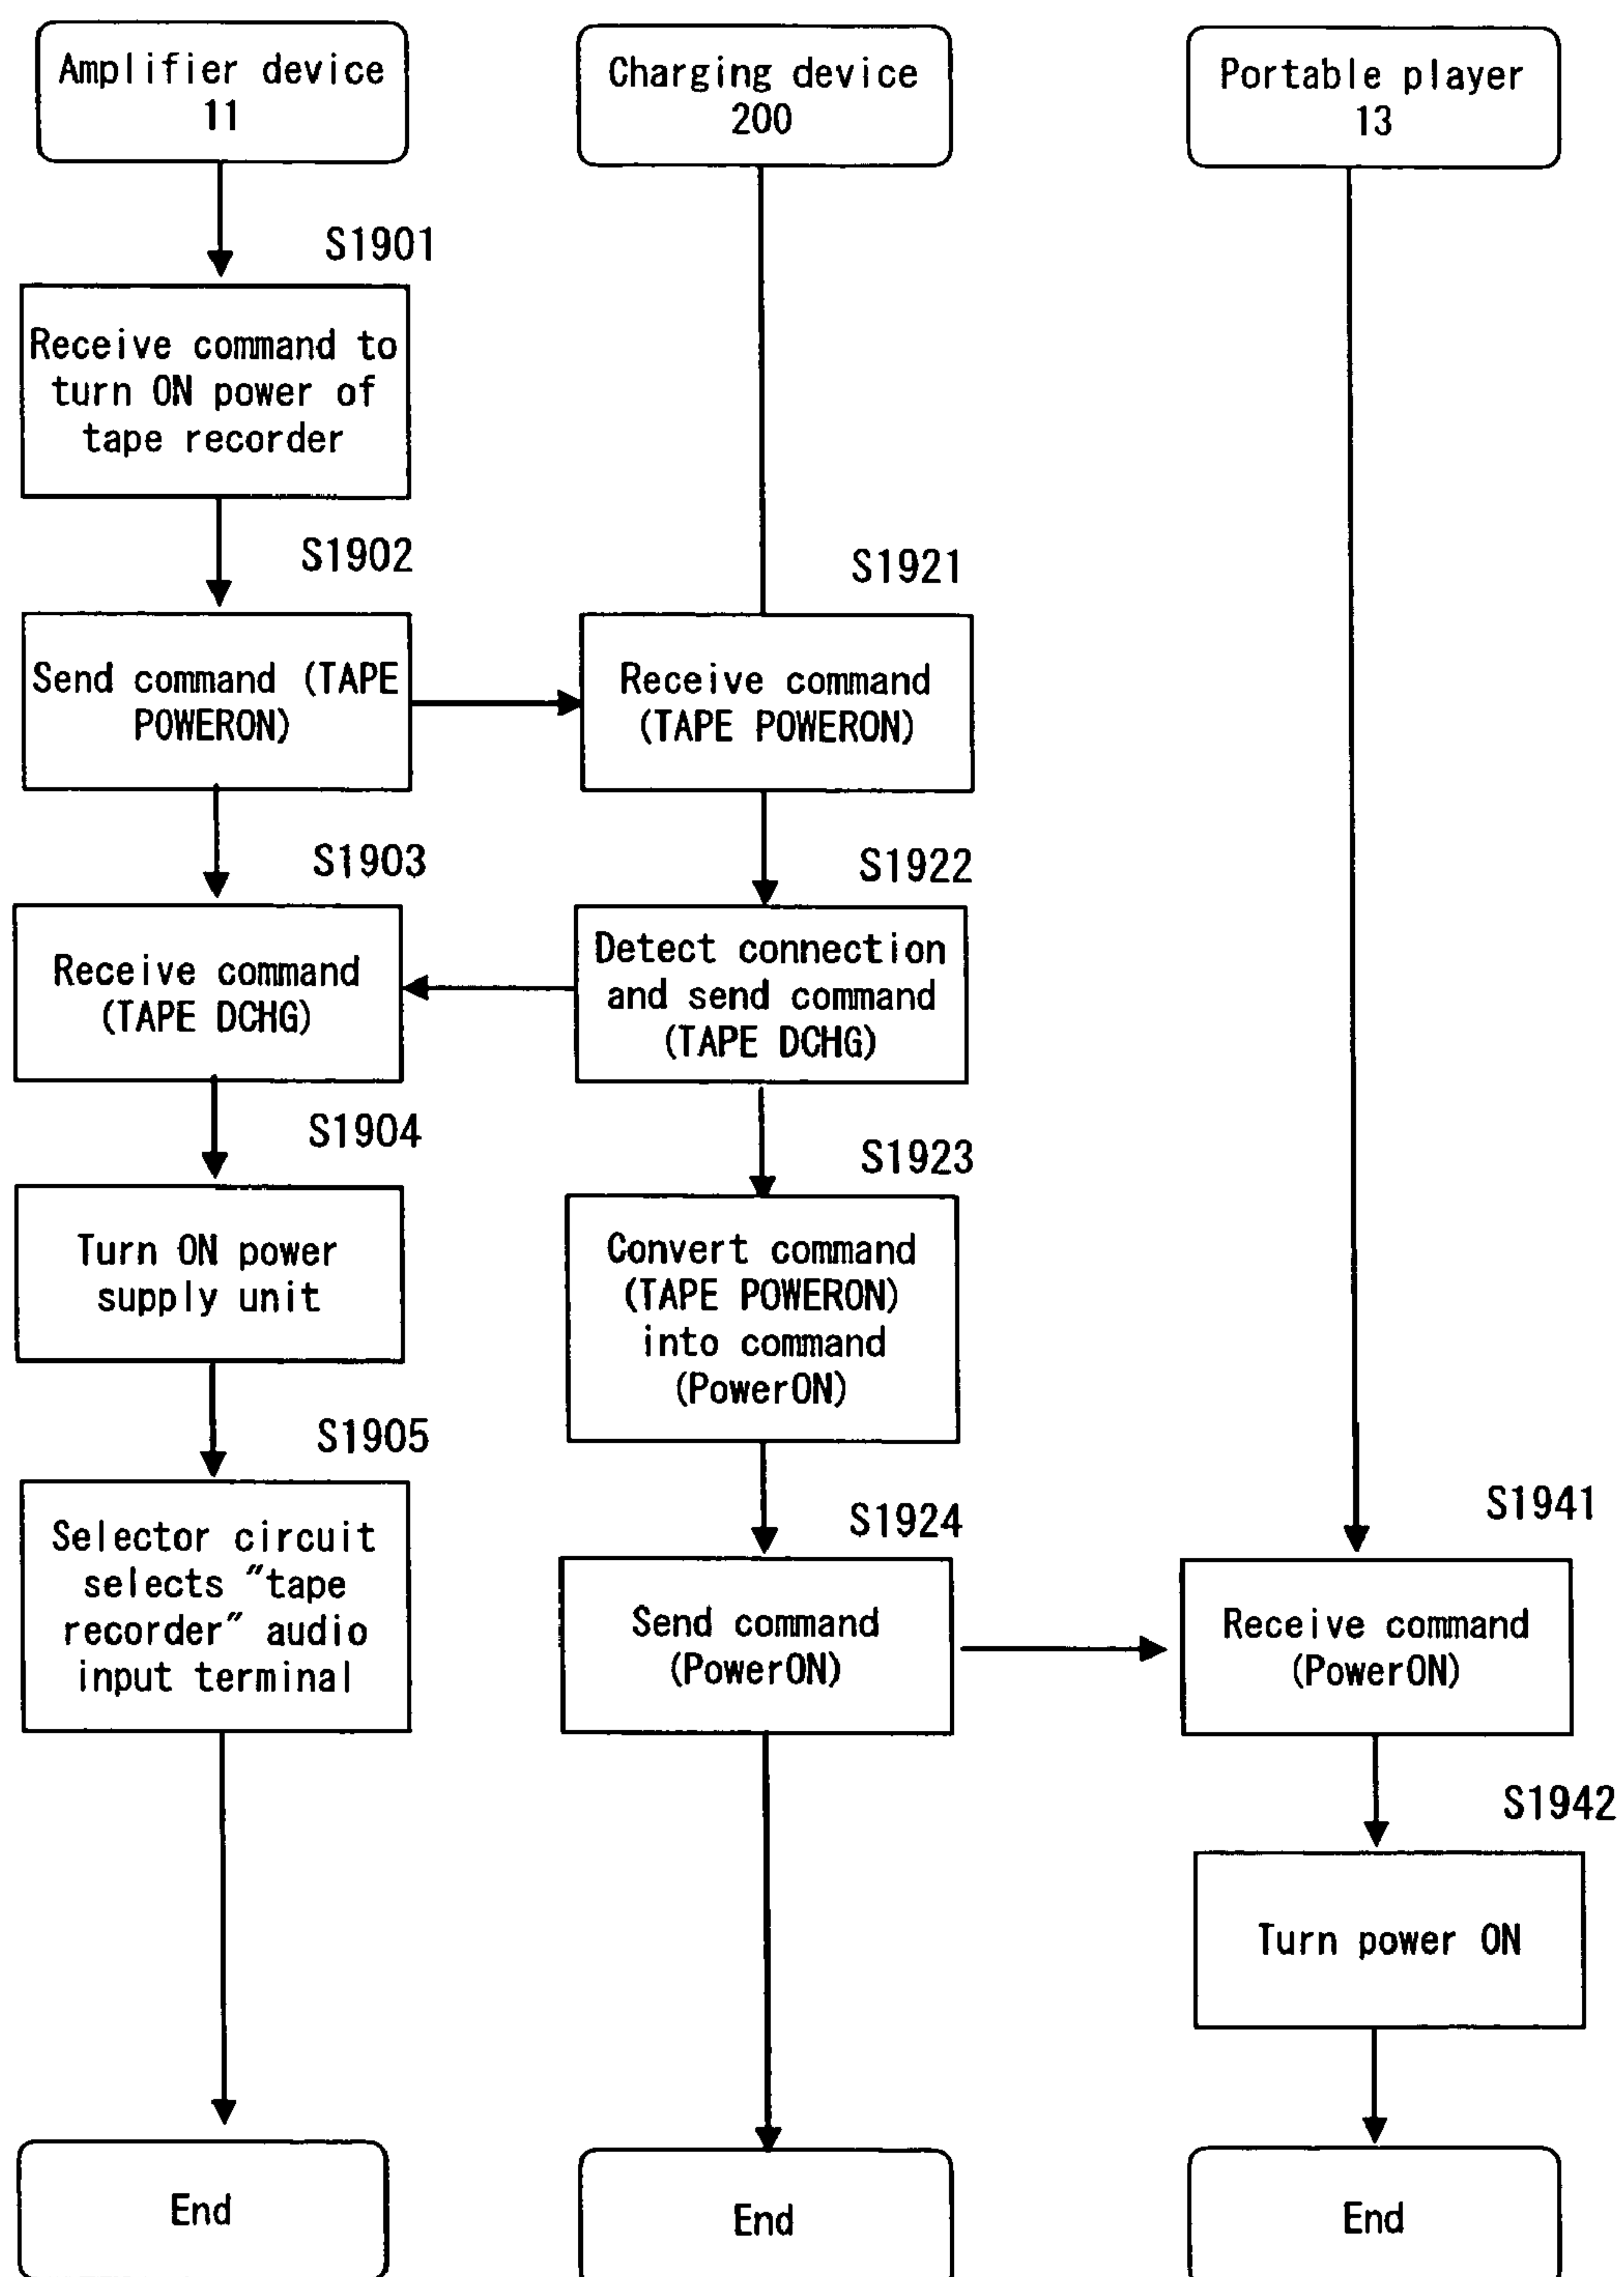 Amplifier device
11
Charging device
200
Portable player
13
S1901
Receive command to
turn ON power of
tape recorder
S1902
Send command (TAPE
POWERON)
S1921
Receive command
(TAPE POWERON)
S1903
Receive command
(TAPE DCHG)
S1922
Detect connection
and send command
(TAPE DCHG)
S1904
Turn ON power
supply unit
S1923
Convert command
(TAPE POWERON)
into command
(PowerON)
S1905
Selector circuit
selects "tape
recorder" audio
input terminal
S1924
Send command
(PowerON)
S1941
Receive command
(PowerON)
S1942
Turn power ON
End
End
End